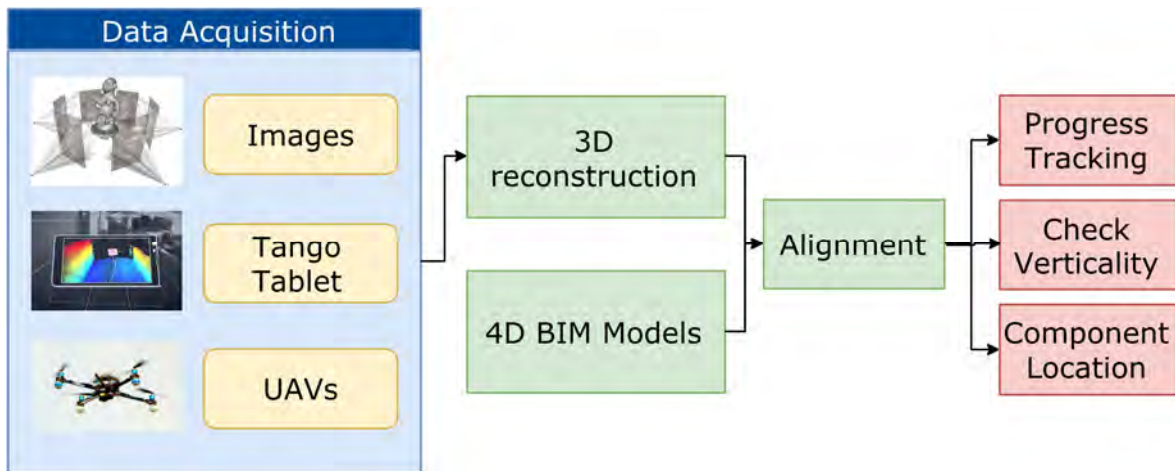 Data Acquisition
Images
Tango
Tablet
UAVs
3D
reconstruction
4D BIM Models
Alignment
Progress
Tracking
Check
Verticality
Component
Location